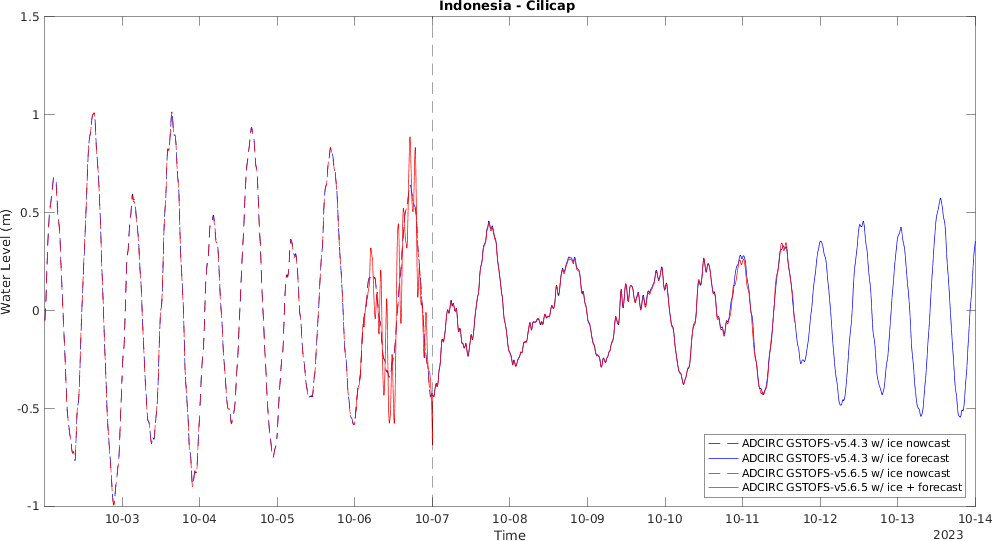 Indonesia - Cilicap
1.5
1
0.5
0
-0.5
-1
Water Level (m)
10-03
10-04
10-05
10-06
10-07
10-08
10-09
10-10
10-11
10-12
10-13
10-14
Time
2023
ADCIRC GSTOFS-v5.4.3 w/ ice nowcast
ADCIRC GSTOFS-v5.4.3 w/ ice forecast
ADCIRC GSTOFS-v5.6.5 w/ ice nowcast
ADCIRC GSTOFS-v5.6.5 w/ ice + forecast